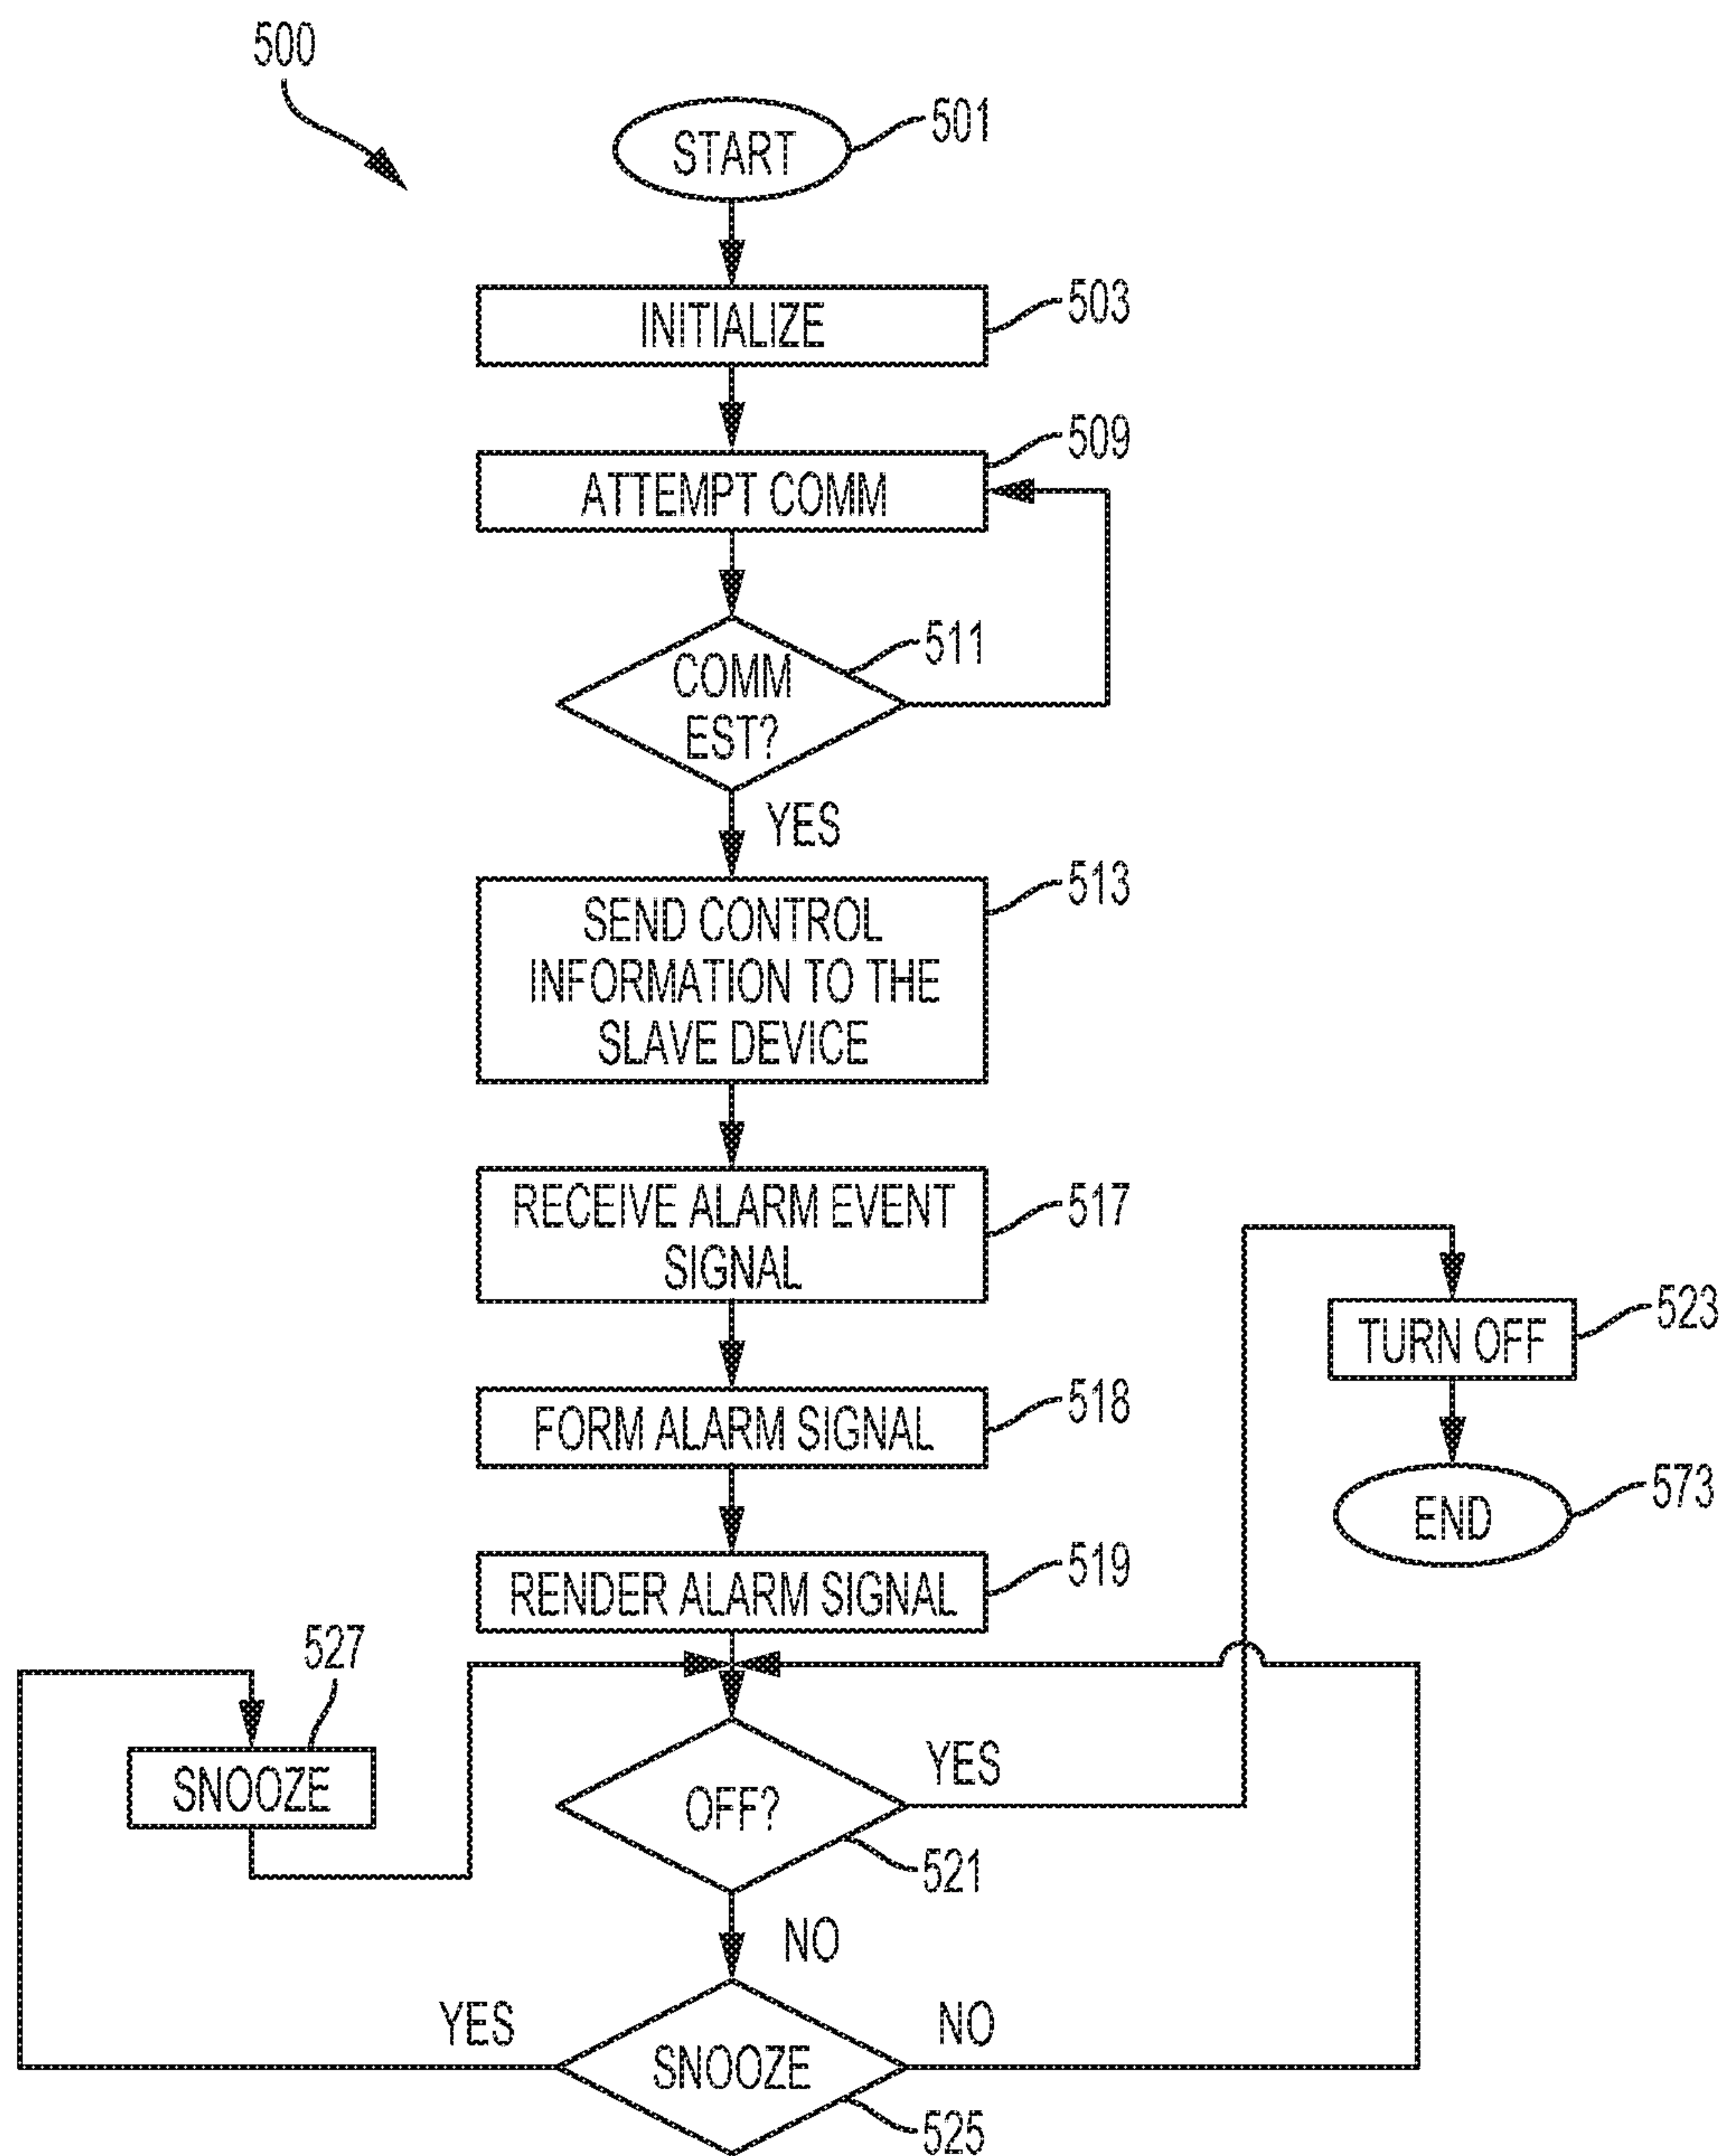 500
START
501
INITIALIZE
503
509
ATTEMPT COMM
511
COMM
EST?
YES
513
SEND CONTROL
INFORMATION TO THE
SLAVE DEVICE
RECEIVE ALARM EVENT
SIGNAL
517
523
TURN OFF
518
FORM ALARM SIGNAL
573
END
519
RENDER ALARM SIGNAL
527
SNOOZE
YES
OFF?
521
NO
YES
NO
SNOOZE
525